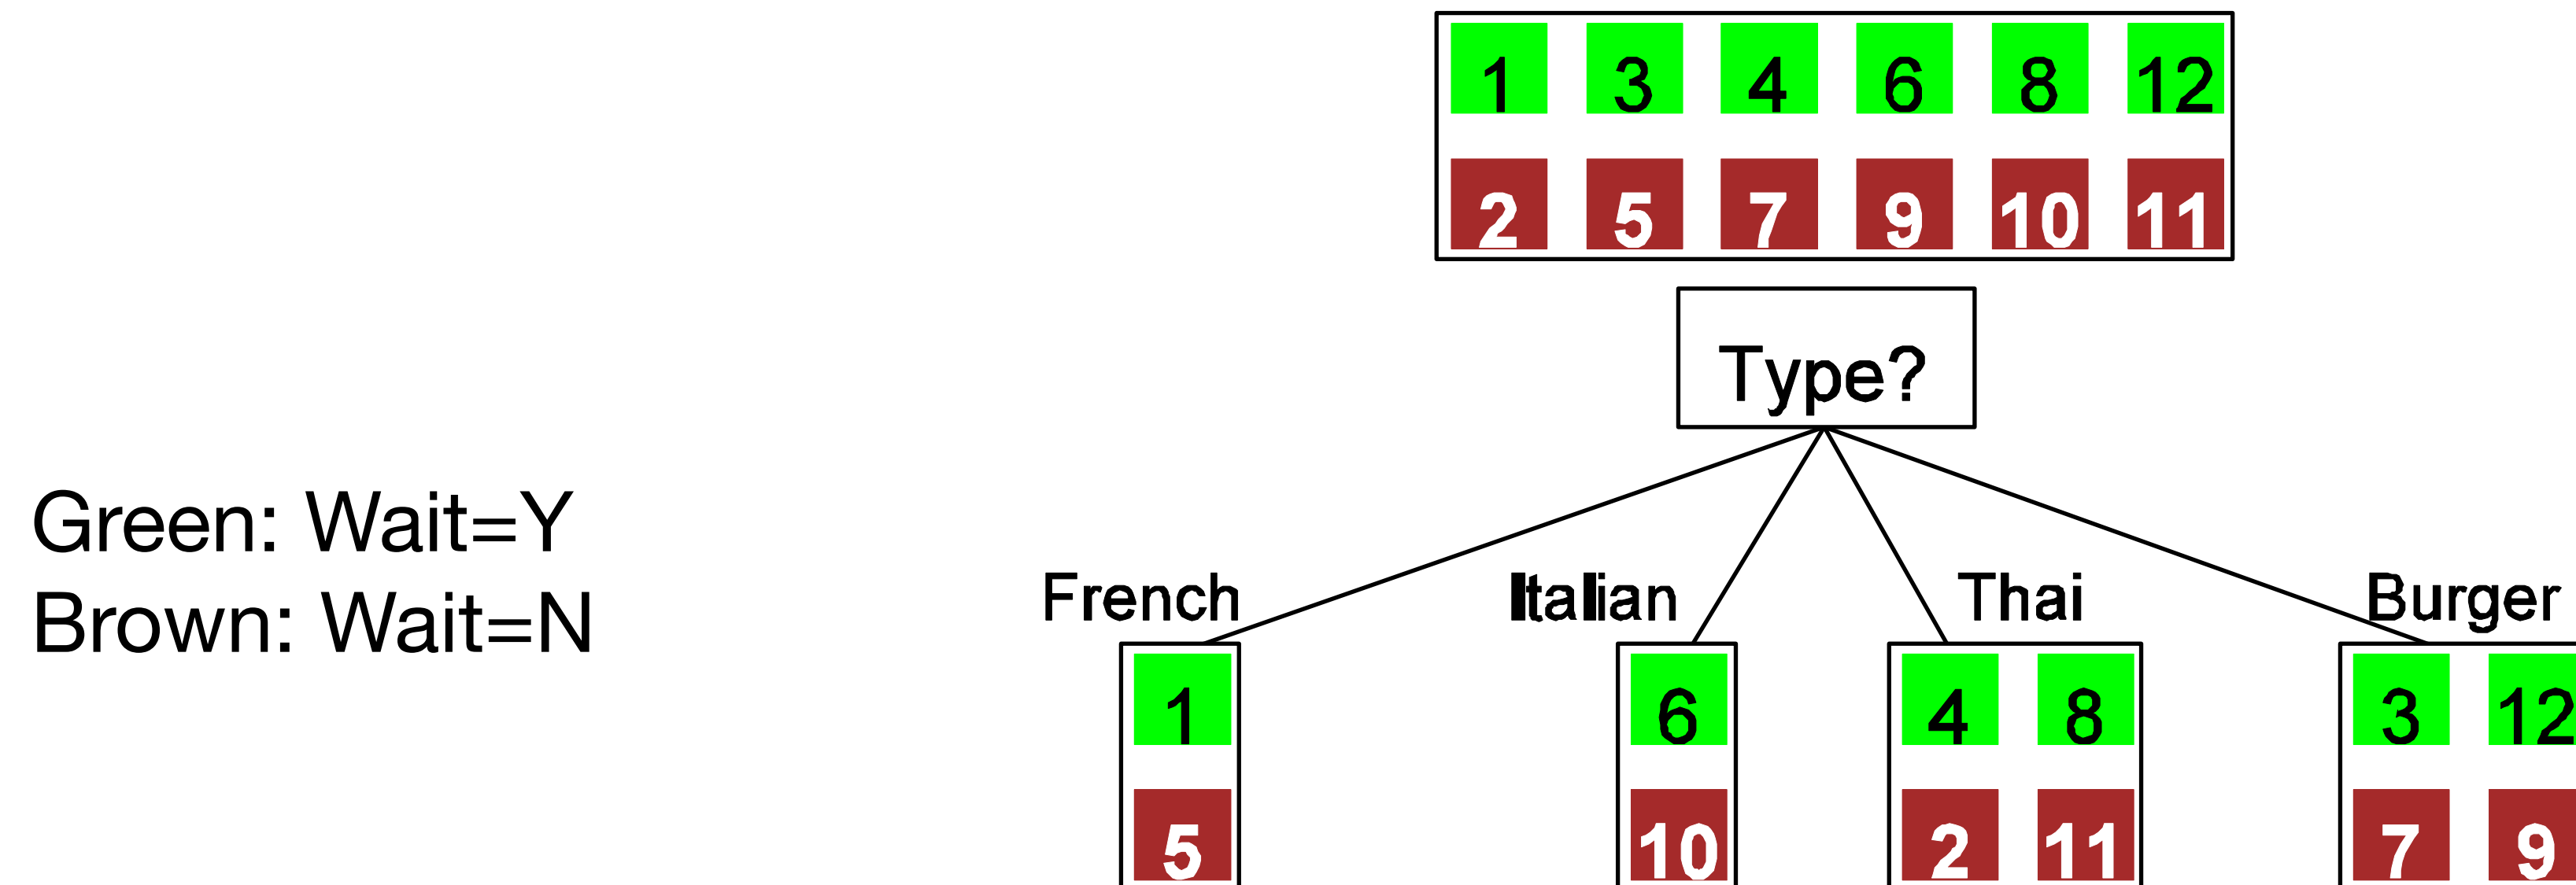 1 3 4 6 8 12
2 5 7 9 10 11
Type?
Green: Wait=Y
Brown: Wait=N
French Italian Thai Burger
1 6 4 8 3 12
5 10 2 11 7 9